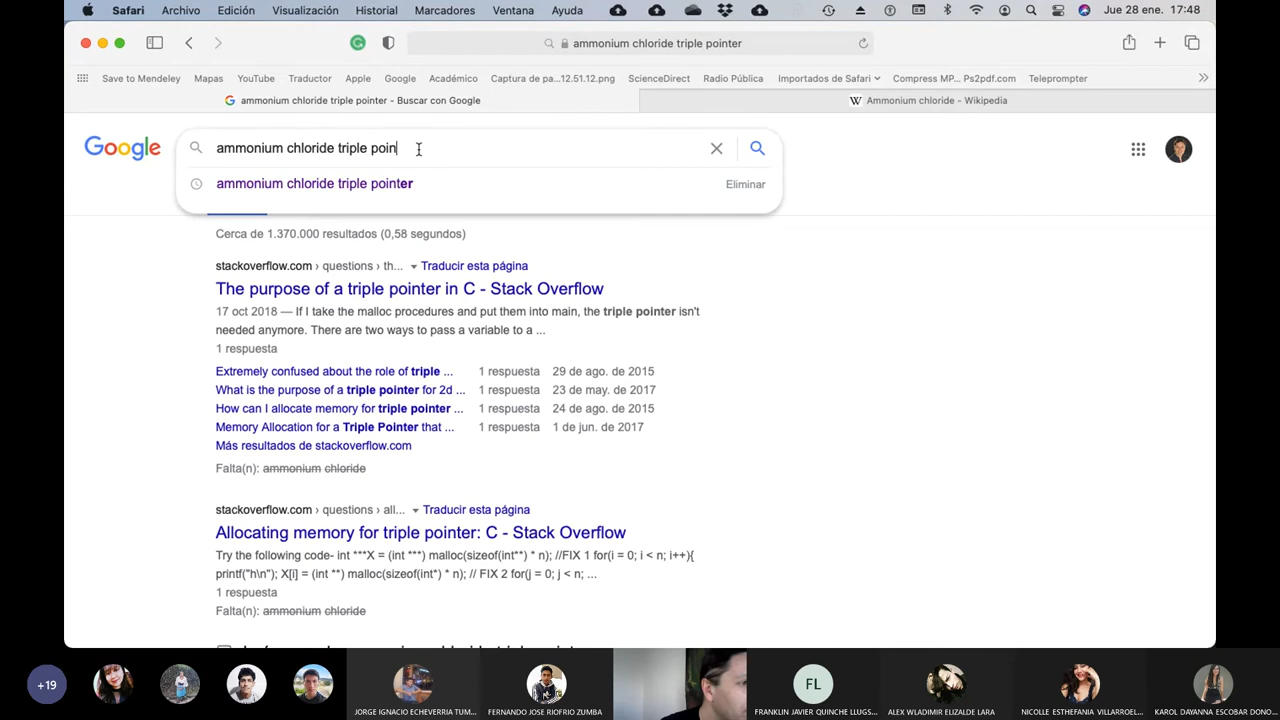 Safari Archivo Edición Visualización Historial Marcadores Ventana Ayuda Jue 28 ene. 17:48
ammonium chloride triple pointer
Save to Mendeley Mapas YouTube Traductor Apple Google Académico Captura de pa...12.51.12.png ScienceDirect Radio Pública Importados de Safari Compress MP... Ps2pdf.com Teleprompter
ammonium chloride triple pointer - Buscar con Google W Ammonium chloride - Wikipedia
Google ammonium chloride triple poin
ammonium chloride triple pointer Eliminar
Cerca de 1.370.000 resultados (0,58 segundos)
stackoverflow.com › questions › th... Traducir esta página
The purpose of a triple pointer in C - Stack Overflow
17 oct 2018 — If I take the malloc procedures and put them into main, the triple pointer isn't
needed anymore. There are two ways to pass a variable to a ...
1 respuesta
Extremely confused about the role of triple ... 1 respuesta 29 de ago. de 2015
What is the purpose of a triple pointer for 2d ... 1 respuesta 23 de may. de 2017
How can I allocate memory for triple pointer ... 1 respuesta 24 de ago. de 2015
Memory Allocation for a Triple Pointer that ... 1 respuesta 1 de jun. de 2017
Más resultados de stackoverflow.com
Falta(n): ammonium chloride
stackoverflow.com › questions › all... Traducir esta página
Allocating memory for triple pointer: C - Stack Overflow
Try the following code- int ***X = (int ***) malloc(sizeof(int**) * n); //FIX 1 for(i = 0; i < n; i++){
printf("h\n"); X[i] = (int **) malloc(sizeof(int*) * n); // FIX 2 for(j = 0; j < n; ...
1 respuesta
Falta(n): ammonium chloride
+19 FL
JORGE IGNACIO ECHEVERRIA TUM... FERNANDO JOSE RIOFRIO ZUMBA FRANKLIN JAVIER QUINCHE LLUGS... ALEX WLADIMIR ELIZALDE LARA NICOLLE ESTHEFANIA VILLARROEL... KAROL DAYANNA ESCOBAR DONO...